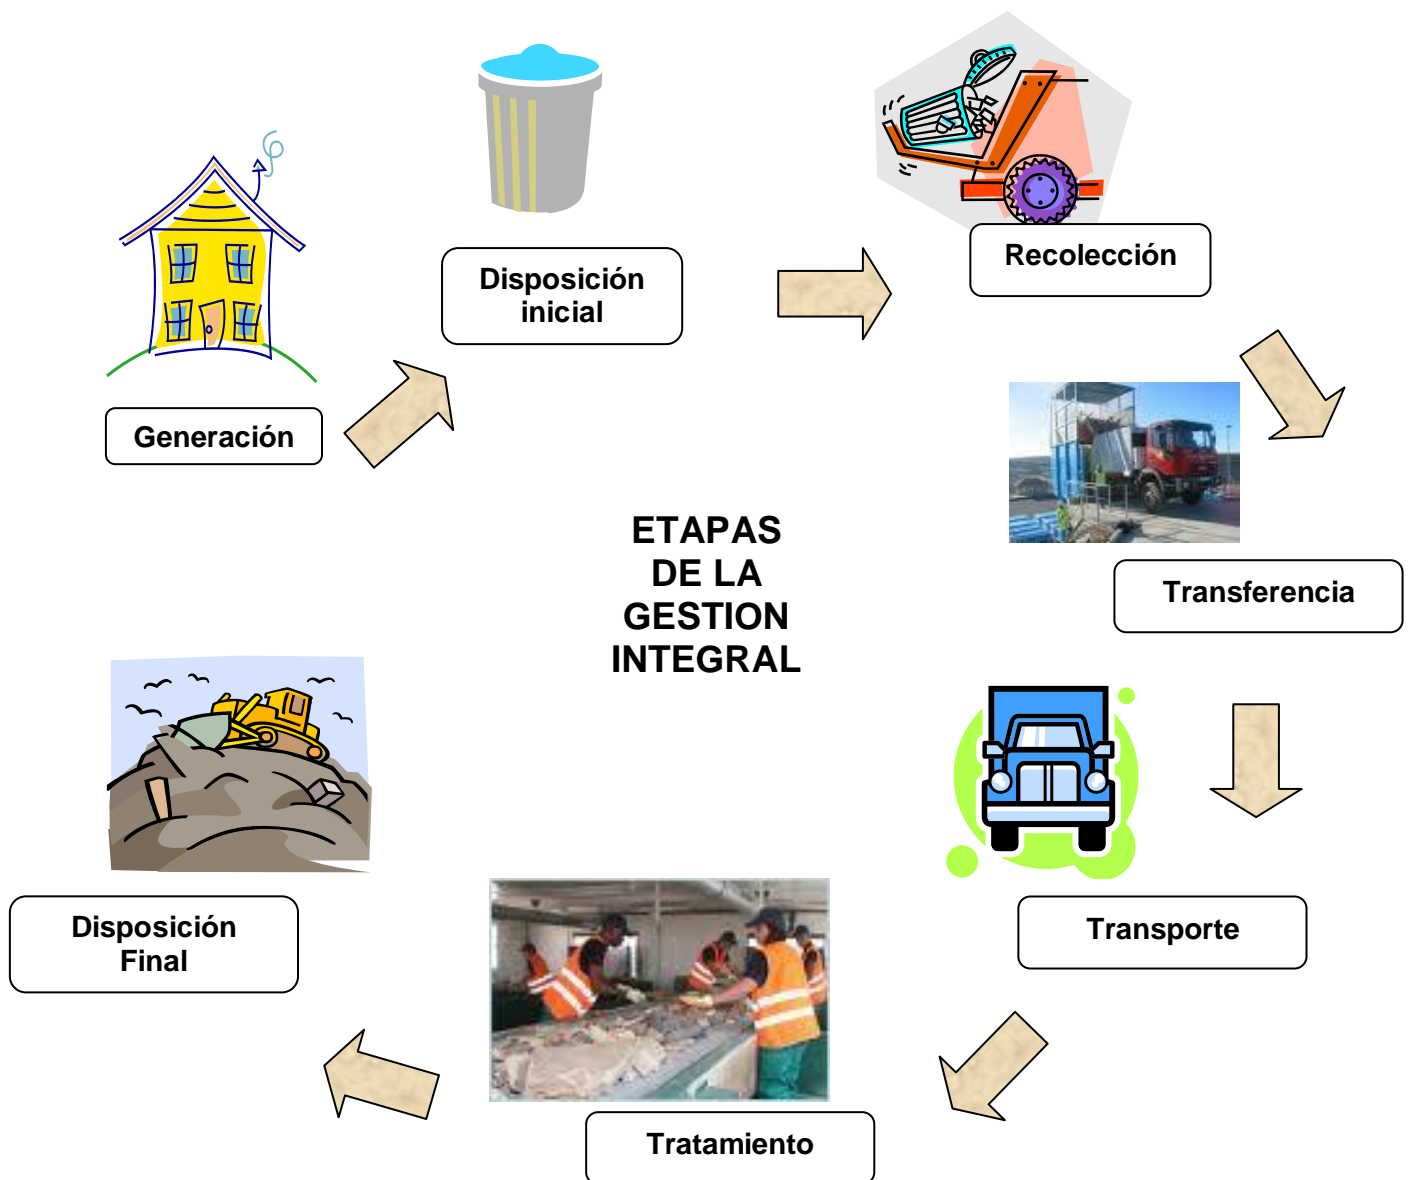 Disposición
inicial
Recolección
Generación
Transferencia
ETAPAS
DE LA
GESTION
INTEGRAL
Transporte
Disposición
Final
Tratamiento